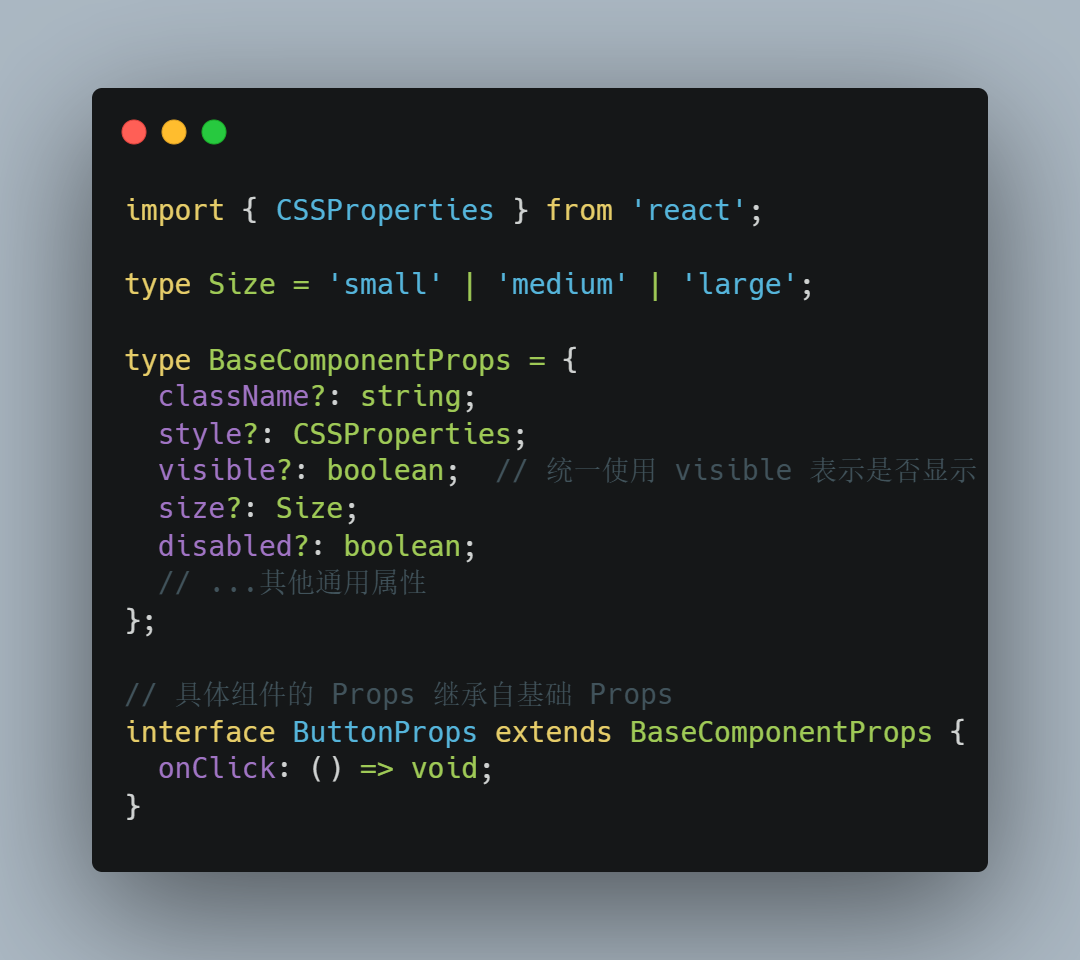 import { CSSProperties } from 'react';
type Size = 'small' | 'medium' | 'large';
type BaseComponentProps = {
  className?: string;
  style?: CSSProperties;
  visible?: boolean;  // 统一使用 visible 表示是否显示
  size?: Size;
  disabled?: boolean;
  // ...其他通用属性
};
// 具体组件的 Props 继承自基础 Props
interface ButtonProps extends BaseComponentProps {
  onClick: () => void;
}